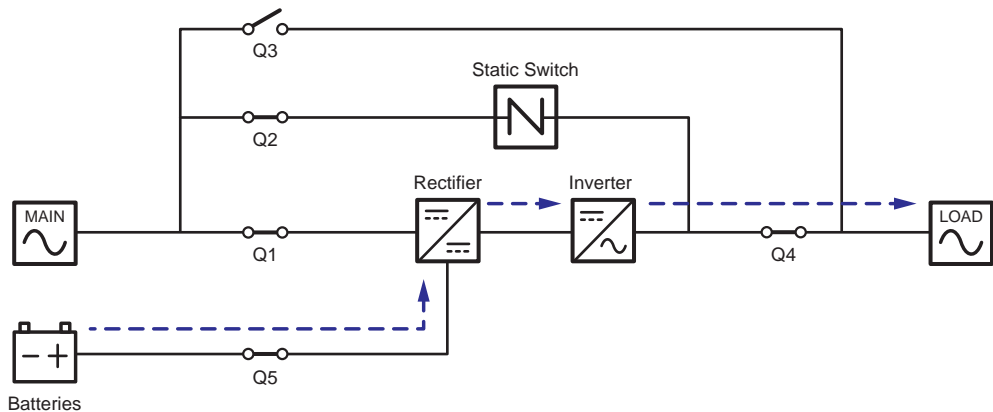 Q3
Static Switch
Q2
Rectifier
Inverter
MAIN
LOAD
Q1
Q4
Q5
Batteries